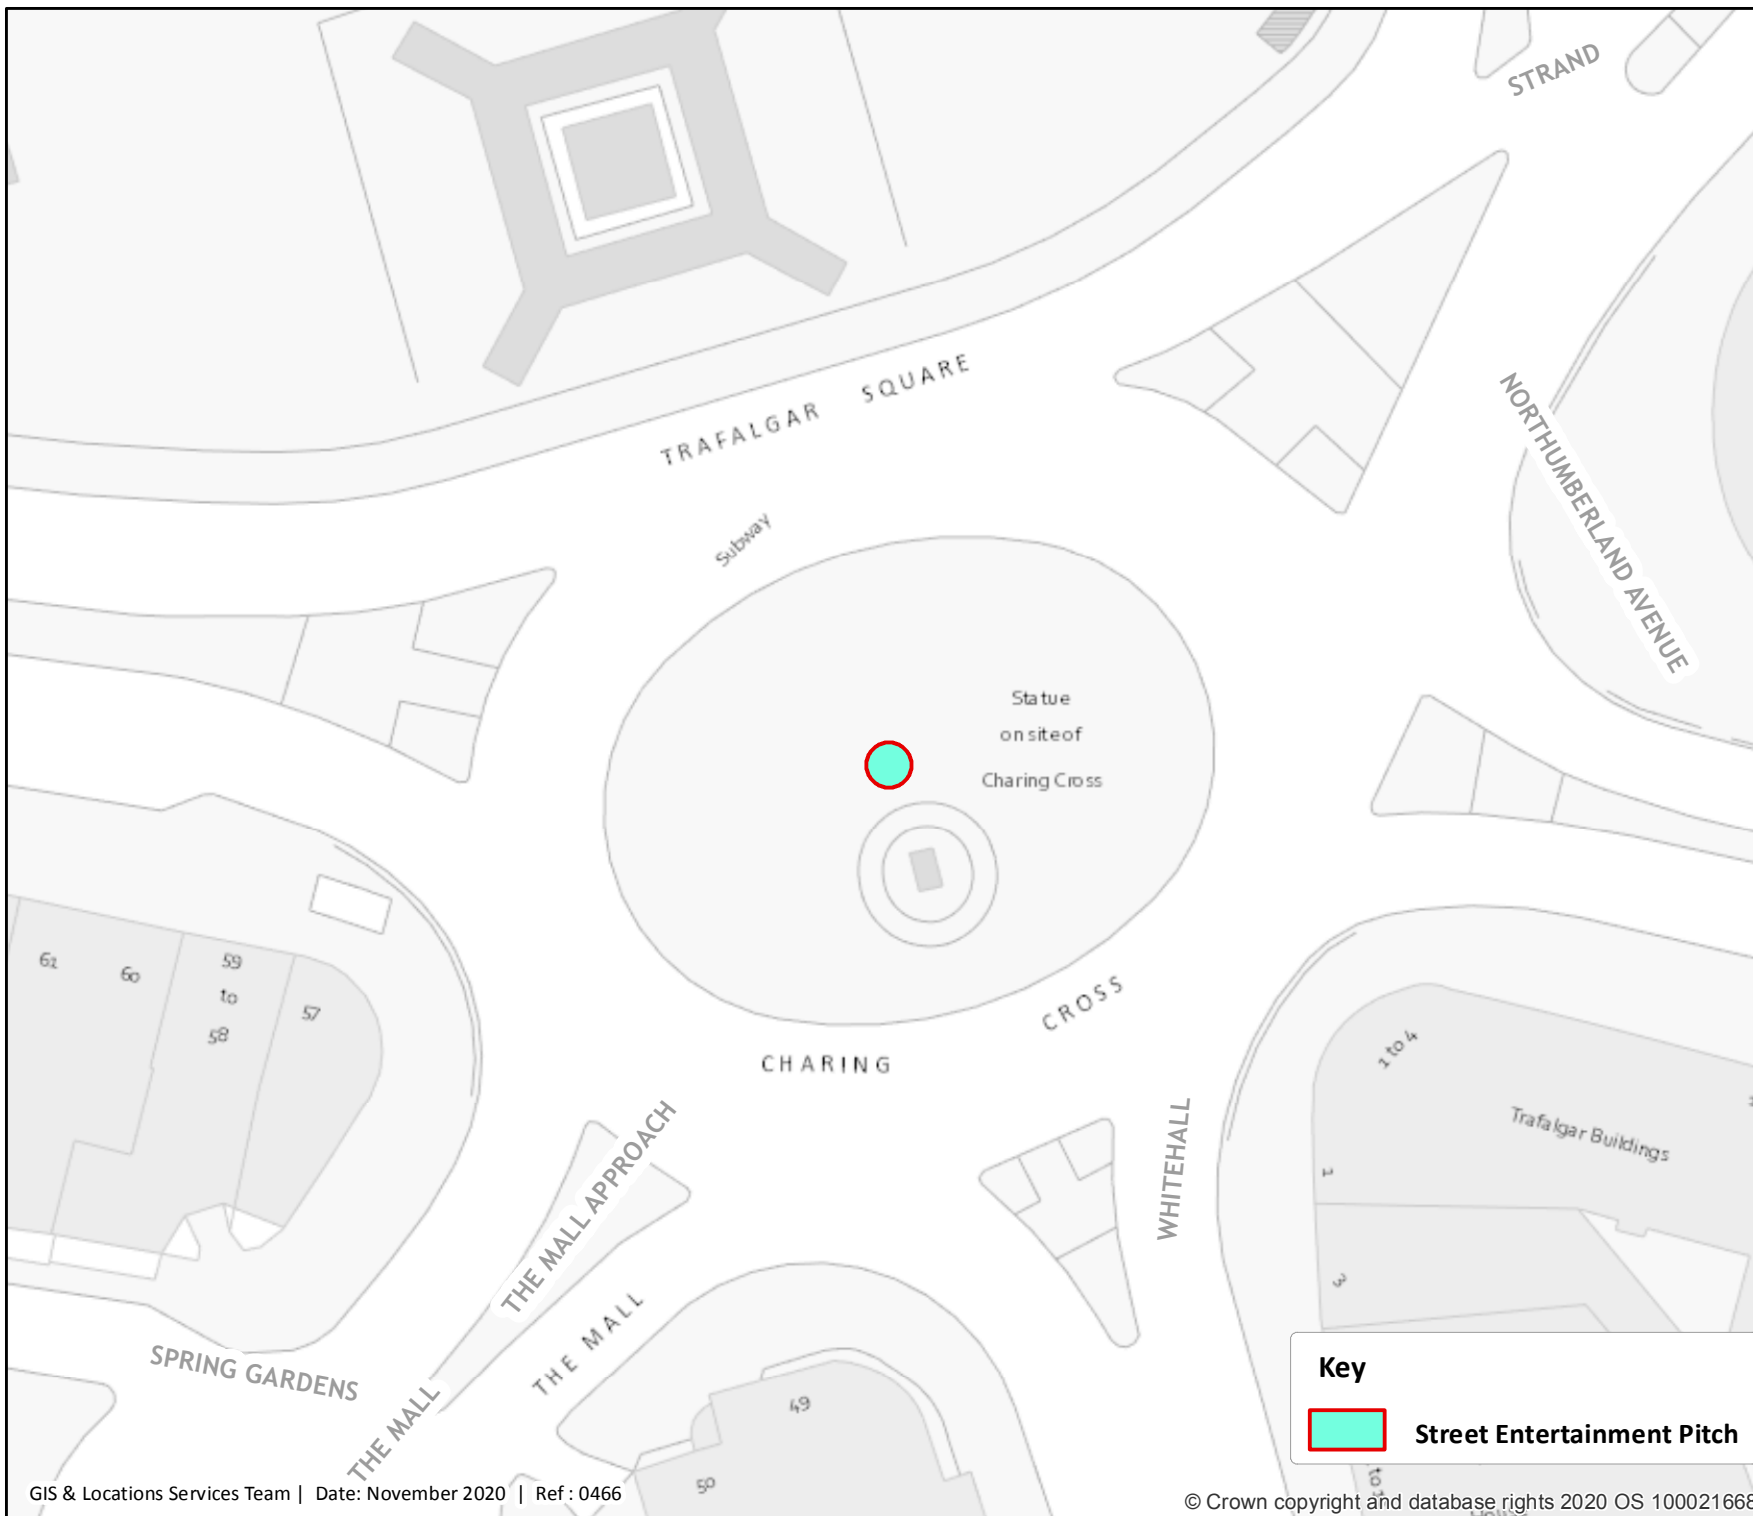 STRAND
TRAFALGAR SQUARE
NORTHUMBERLAND AVENUE
Subway
Statue
on site of
Charing Cross
61
60
59
to
58
57
CHARING CROSS
1 to 4
Trafalgar Buildings
1
3
WHITEHALL
THE MALL APPROACH
THE MALL
SPRING GARDENS
THE MALL
49
50
Key
Street Entertainment Pitch
GIS & Locations Services Team | Date: November 2020 | Ref : 0466
© Crown copyright and database rights 2020 OS 100021668